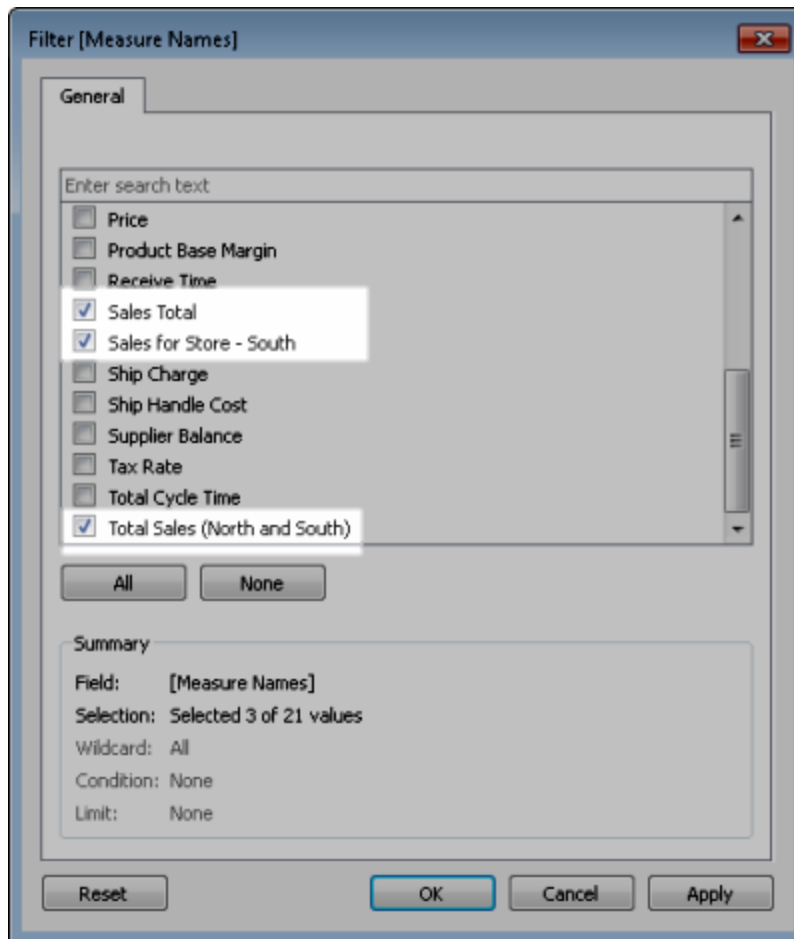 Filter [Measure Names]
General
Enter search text
Price
Product Base Margin
Receive Time
Sales Total
Sales for Store - South
Ship Charge
Ship Handle Cost
Supplier Balance
Tax Rate
Total Cycle Time
Total Sales (North and South)
All None
Summary
Field: [Measure Names]
Selection: Selected 3 of 21 values
Wildcard: All
Condition: None
Limit: None
Reset OK Cancel Apply